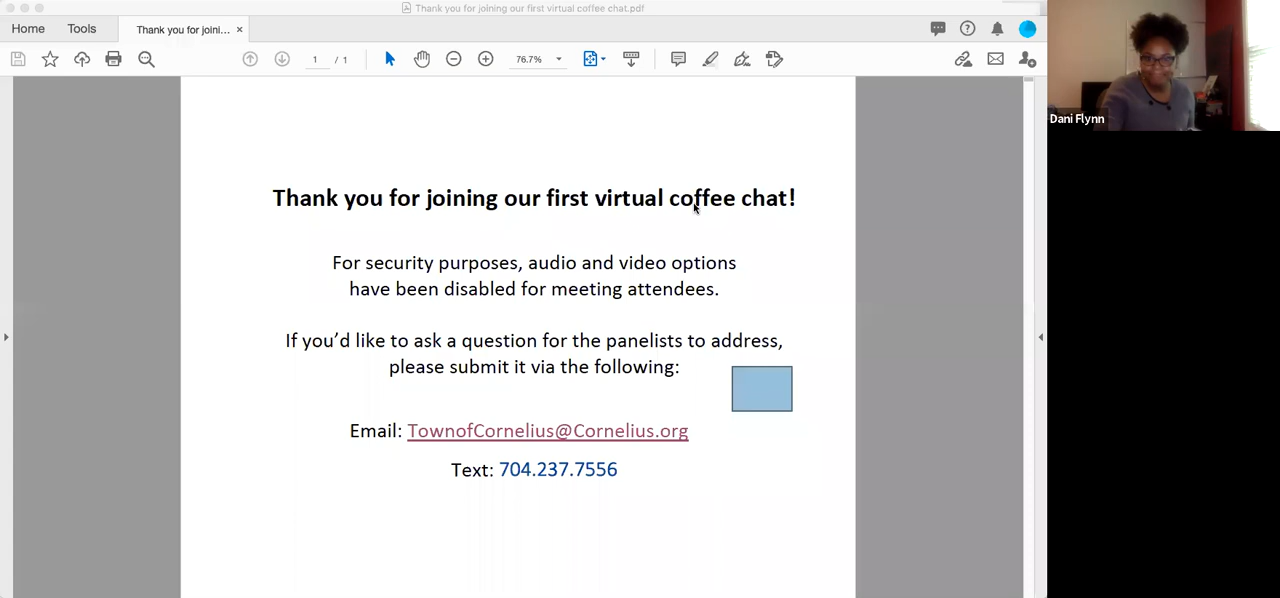 Thank you for joining our first virtual coffee chat.pdf
Home
Tools
Thank you for joini...
1 / 1
76.7%
Dani Flynn
Thank you for joining our first virtual coffee chat!
For security purposes, audio and video options
have been disabled for meeting attendees.
If you'd like to ask a question for the panelists to address,
please submit it via the following:
Email: TownofCornelius@Cornelius.org
Text: 704.237.7556